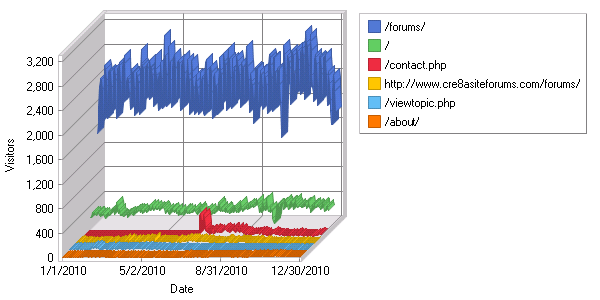 3,200
2,800
2,400
2,000
1,600
1,200
800
400
0
Visitors
1/1/2010 5/2/2010 8/31/2010 12/30/2010
Date
/forums/
/
/contact.php
http://www.cre8asiteforums.com/forums/
/viewtopic.php
/about/